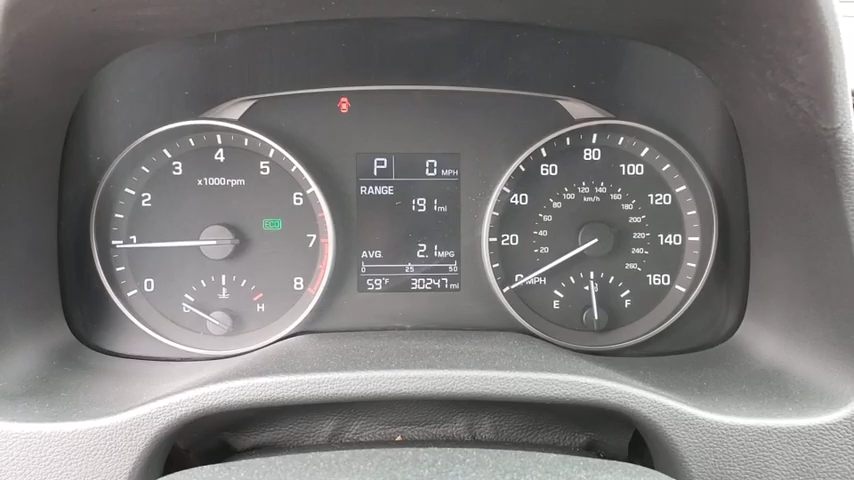 0 1 2 3 4 5 6 7 8
x1000rpm
ECO
C H
P 0 MPH
RANGE
191 mi
AVG. 2.1 MPG
0 25 50
59°F 30247 mi
0 20 40 60 80 100 120 140 160
MPH
20 40 60 80 100 120 140 160 180 200 220 240 260
km/h
E F